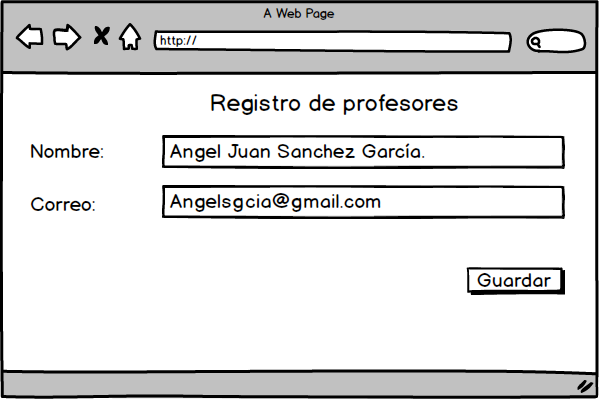 A Web Page
http://
Registro de profesores
Nombre: Angel Juan Sanchez García.
Correo: Angelsgcia@gmail.com
Guardar